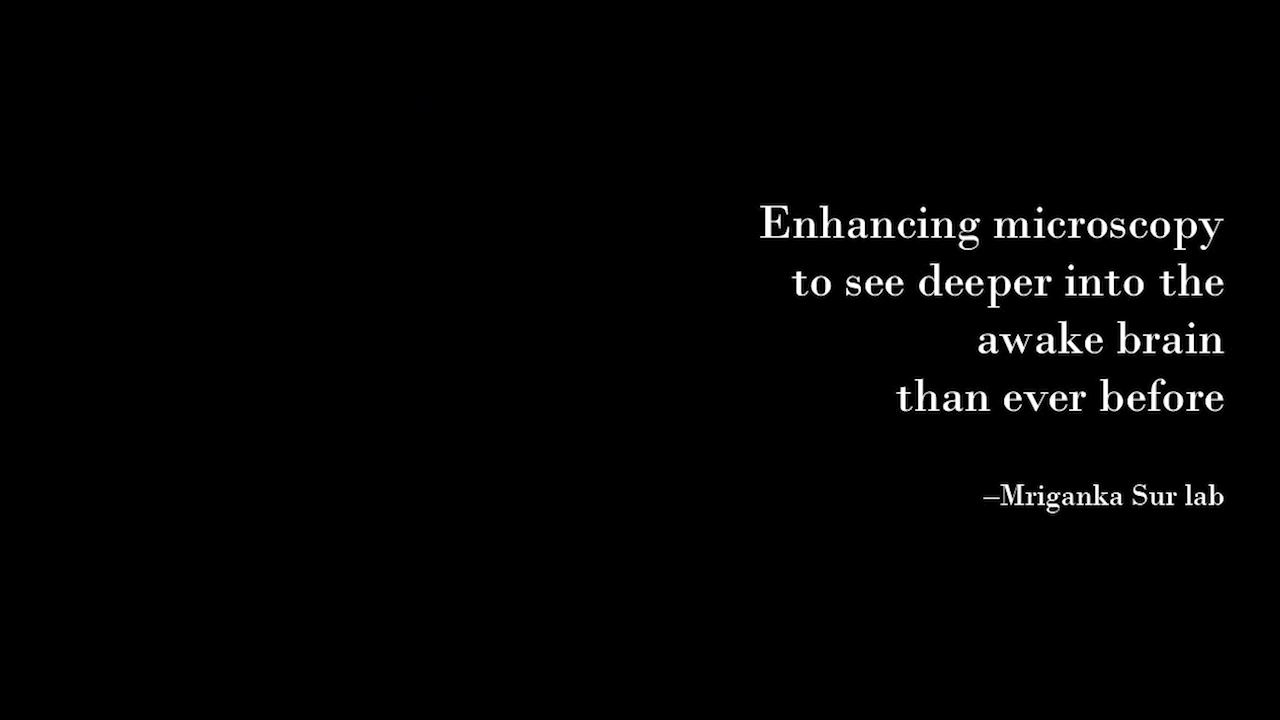 Enhancing microscopy
to see deeper into the
awake brain
than ever before
–Mriganka Sur lab